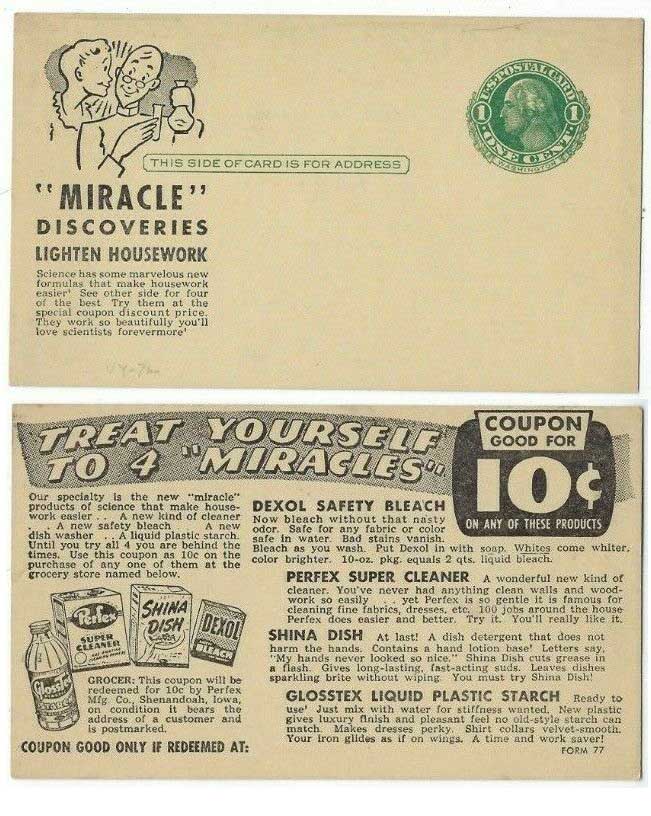 U.S. POSTAL CARD
1 1
ONE CENT
WASHINGTON
THIS SIDE OF CARD IS FOR ADDRESS
"MIRACLE"
DISCOVERIES
LIGHTEN HOUSEWORK
Science has some marvelous new
formulas that make housework
easier! See other side for four
of the best Try them at the
special coupon discount price.
They work so beautifully you'll
love scientists forevermore!
TREAT YOURSELF
TO 4 "MIRACLES"
COUPON
GOOD FOR
10¢
ON ANY OF THESE PRODUCTS
Our specialty is the new "miracle"
products of science that make house-
work easier . . A new kind of cleaner
. . A new safety bleach A new
dish washer . . A liquid plastic starch.
Until you try all 4 you are behind the
times. Use this coupon as 10c on the
purchase of any one of them at the
grocery store named below.
DEXOL SAFETY BLEACH
Now bleach without that nasty
odor. Safe for any fabric or color
safe in water. Bad stains vanish.
Bleach as you wash. Put Dexol in with soap. Whites come whiter,
color brighter. 10-oz. pkg. equals 2 qts. liquid bleach.
PERFEX SUPER CLEANER A wonderful new kind of
cleaner. You've never had anything clean walls and wood-
work so easily . . yet Perfex is so gentle it is famous for
cleaning fine fabrics, dresses, etc. 100 jobs around the house
Perfex does easier and better. Try it. You'll really like it.
SHINA DISH At last! A dish detergent that does not
harm the hands. Contains a hand lotion base! Letters say,
"My hands never looked so nice." Shina Dish cuts grease in
a flash. Gives long-lasting, fast-acting suds. Leaves dishes
sparkling brite without wiping. You must try Shina Dish!
GLOSSTEX LIQUID PLASTIC STARCH Ready to
use! Just mix with water for stiffness wanted. New plastic
gives luxury finish and pleasant feel no old-style starch can
match. Makes dresses perky. Shirt collars velvet-smooth.
Your iron glides as if on wings. A time and work saver!
FORM 77
Perfex
SUPER
CLEANER
SHINA
DISH
DEXOL
BLEACH
Glosstex
GROCER: This coupon will be
redeemed for 10c by Perfex
Mfg Co., Shenandoah, Iowa,
on condition it bears the
address of a customer and
is postmarked.
COUPON GOOD ONLY IF REDEEMED AT: